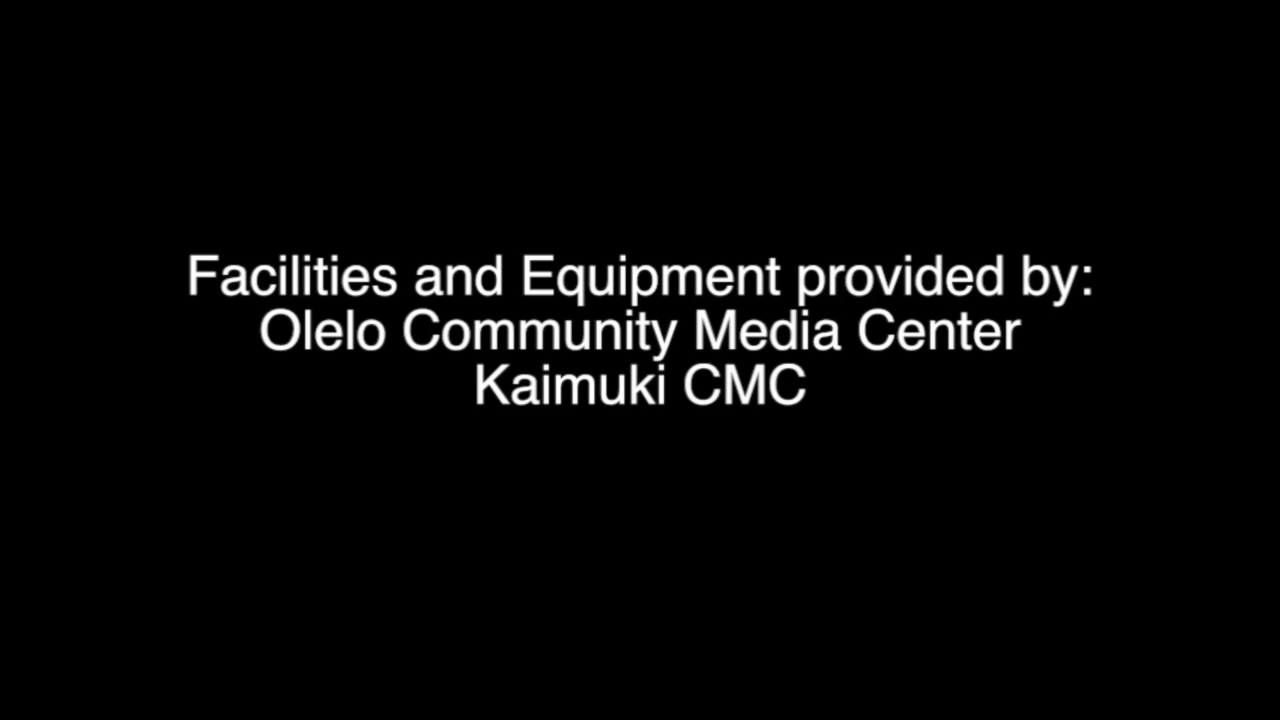 Facilities and Equipment provided by:
Olelo Community Media Center
Kaimuki CMC